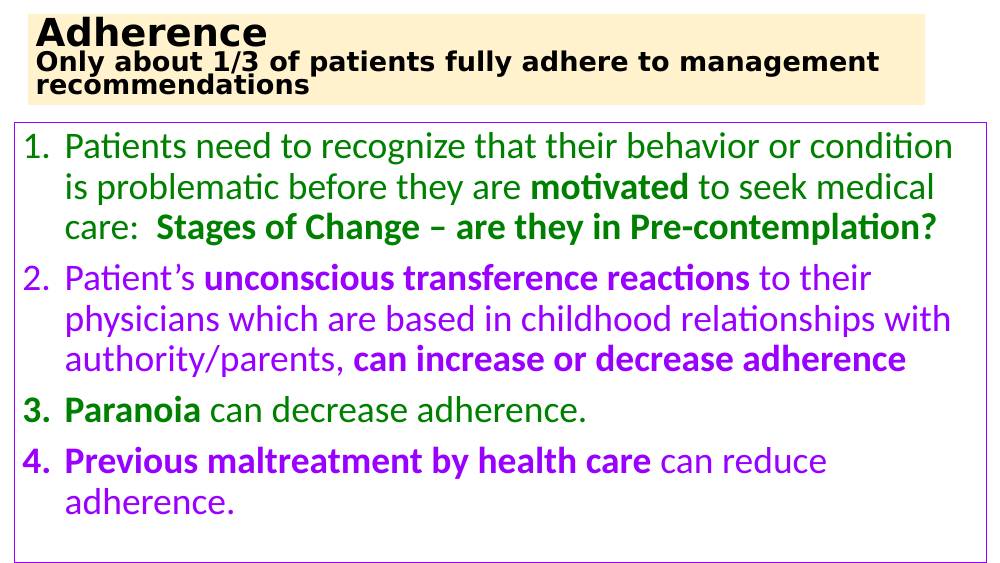 Adherence
Only about 1/3 of patients fully adhere to management
recommendations
1. Patients need to recognize that their behavior or condition
is problematic before they are motivated to seek medical
care:  Stages of Change – are they in Pre-contemplation?
2. Patient’s unconscious transference reactions to their
physicians which are based in childhood relationships with
authority/parents, can increase or decrease adherence
3. Paranoia can decrease adherence.
4. Previous maltreatment by health care can reduce
adherence.